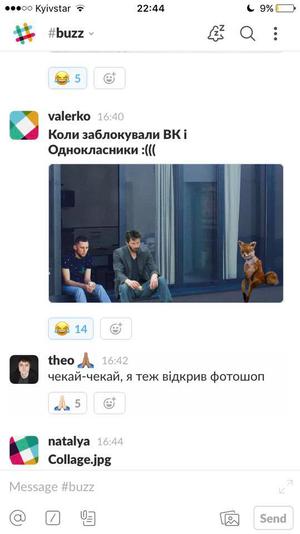 Kyivstar 22:44 9%
#buzz
😂 5
valerko 16:40
Коли заблокували ВК і
Однокласники :(((
😂 14
theo 🙏🏽 16:42
чекай-чекай, я теж відкрив фотошоп
🙏🏻 5
natalya 16:44
Collage.jpg
Message #buzz
Send